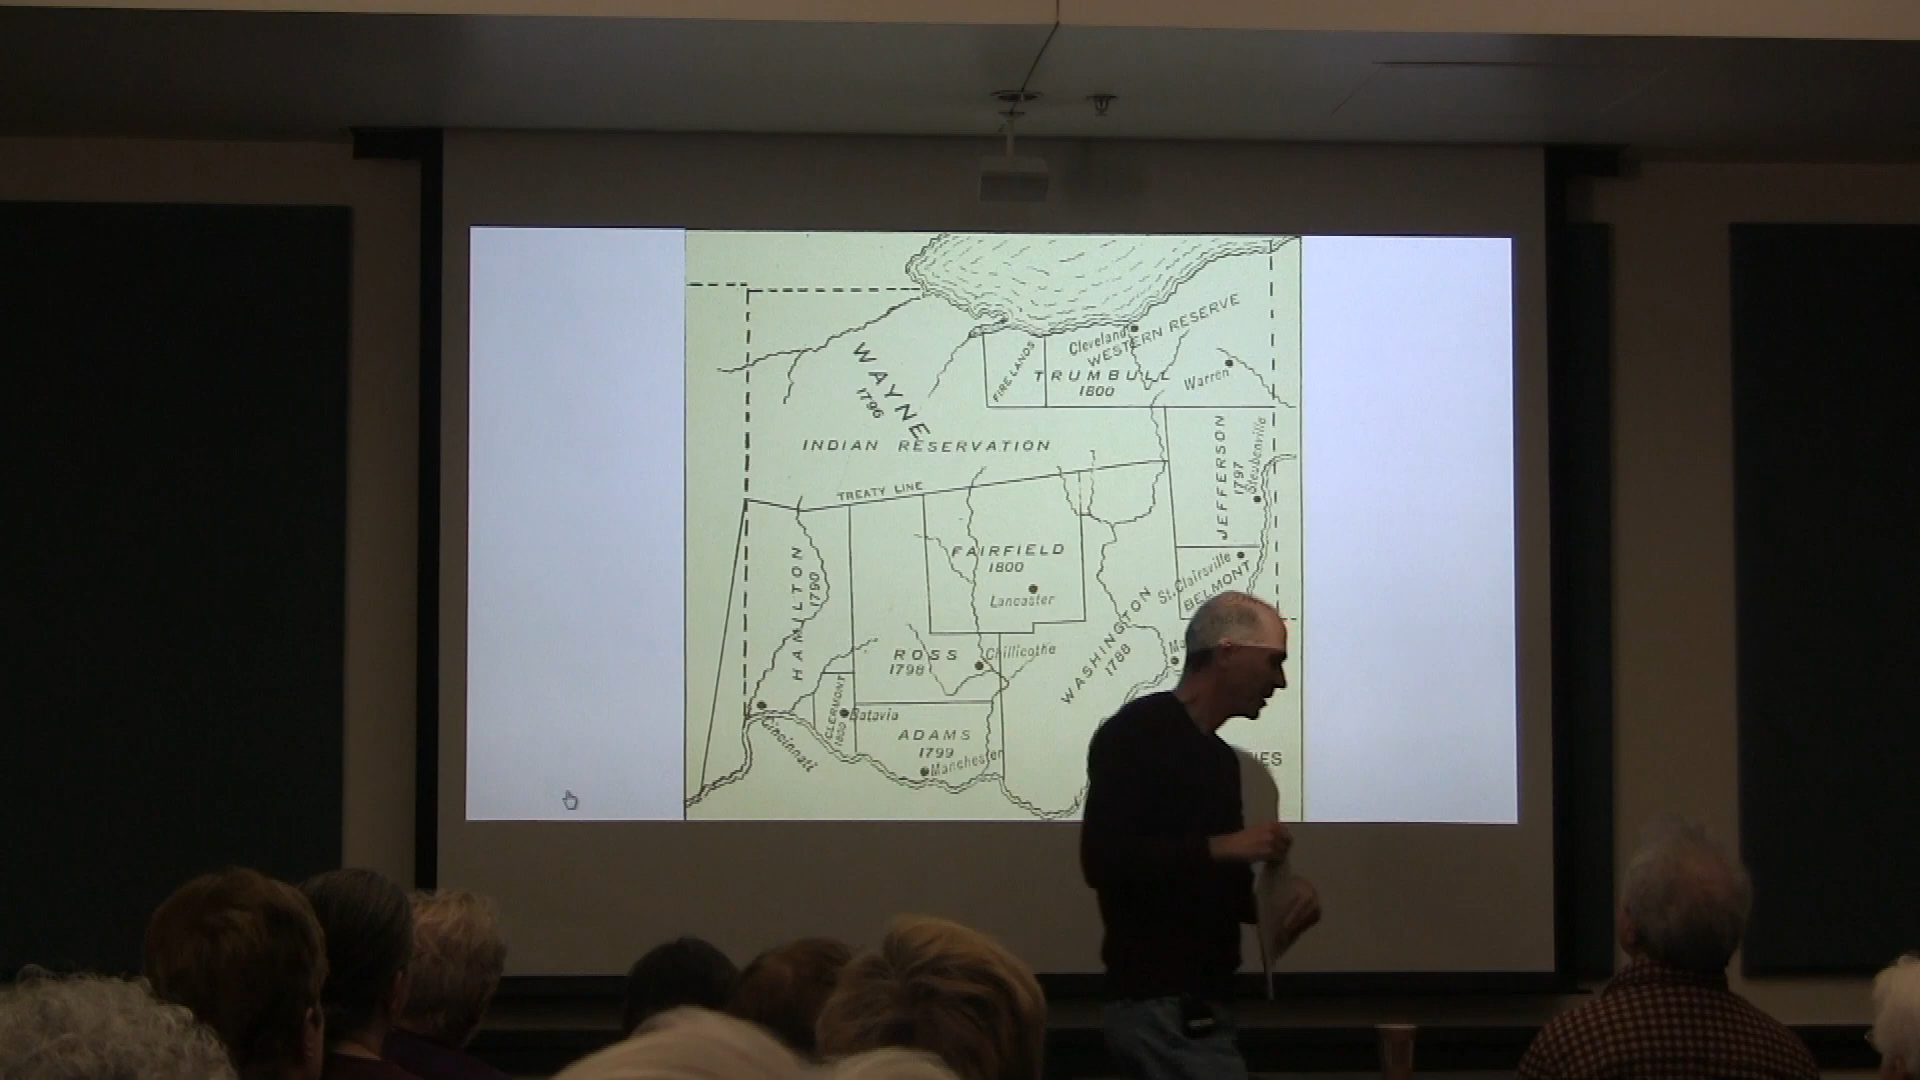 WESTERN RESERVE
Cleveland
FIRE LANDS
TRUMBULL
1800
Warren
WAYNE
1796
INDIAN RESERVATION
TREATY LINE
JEFFERSON
1797
Steubenville
HAMILTON
1790
FAIRFIELD
1800
Lancaster
St. Clairsville
BELMONT
WASHINGTON
1788
ROSS
1798
Chillicothe
CLERMONT
1800
Batavia
Cincinnati
ADAMS
1799
Manchester